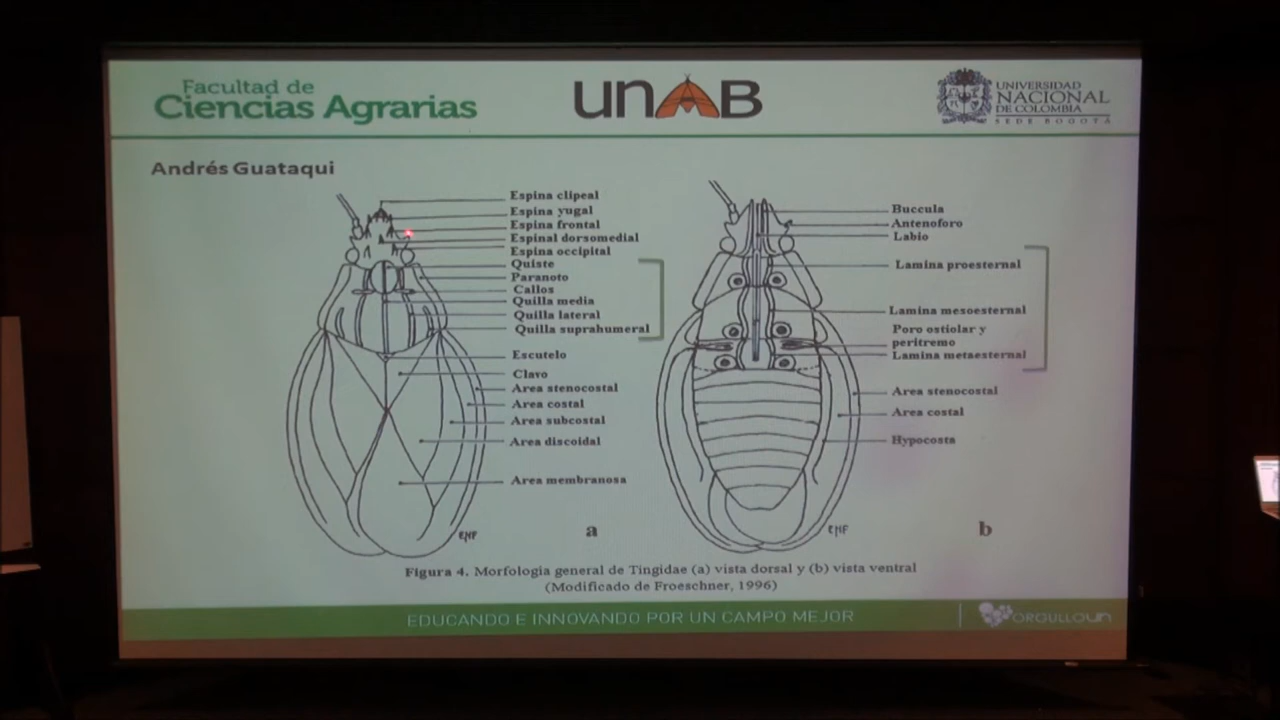 Facultad de
Ciencias Agrarias
UNAB
UNIVERSIDAD
NACIONAL
DE COLOMBIA
SEDE BOGOTÁ
Andrés Guataqui
Espina clipeal
Espina yugal
Espina frontal
Espinal dorsomedial
Espina occipital
Quiste
Paranoto
Callos
Quilla media
Quilla lateral
Quilla suprahumeral
Escutelo
Clavo
Area stenocostal
Area costal
Area subcostal
Area discoidal
Area membranosa
a
Buccula
Antenoforo
Labio
Lamina proesternal
Lamina mesoesternal
Poro ostiolar y
peritremo
Lamina metaesternal
Area stenocostal
Area costal
Hypocosta
b
Figura 4. Morfologia general de Tingidae (a) vista dorsal y (b) vista ventral
(Modificado de Froeschner, 1996)
EDUCANDO E INNOVANDO POR UN CAMPO MEJOR
ORGULLOUN